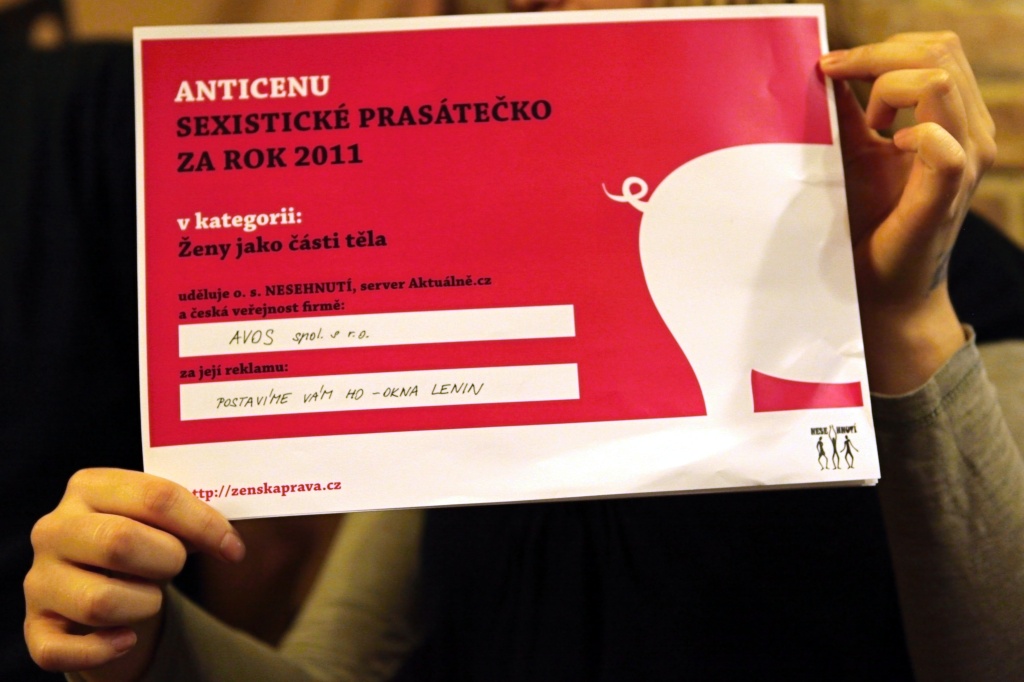 ANTICENU
SEXISTICKÉ PRASÁTEČKO
ZA ROK 2011
v kategorii:
Ženy jako části těla
uděluje o. s. NESEHNUTÍ, server Aktuálně.cz
a česká veřejnost firmě:
AVOS spol. s r.o.
za její reklamu:
POSTAVÍME VÁM HO - OKNA LENIN
NESEHNUTÍ
ttp://zenskaprava.cz